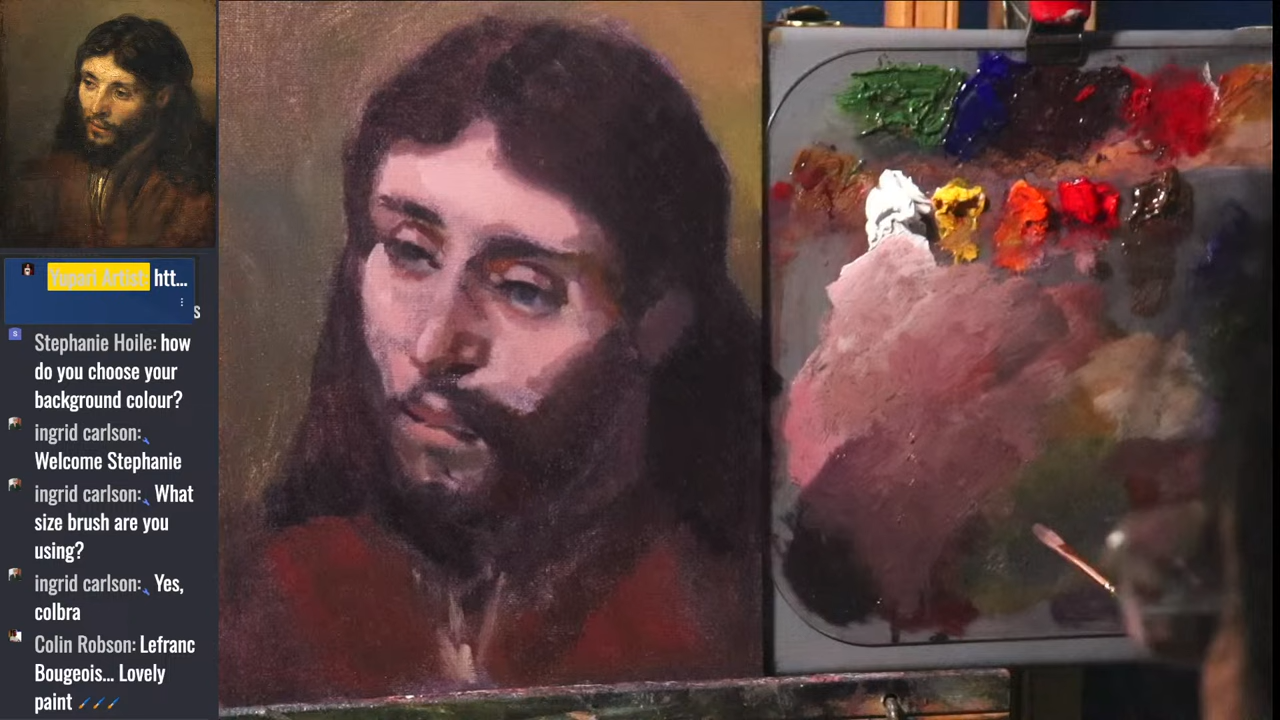 Yupari Artist: htt...
s
Stephanie Hoile: how
do you choose your
background colour?
ingrid carlson:
Welcome Stephanie
ingrid carlson: What
size brush are you
using?
ingrid carlson: Yes,
colbra
Colin Robson: Lefranc
Bougeois... Lovely
paint